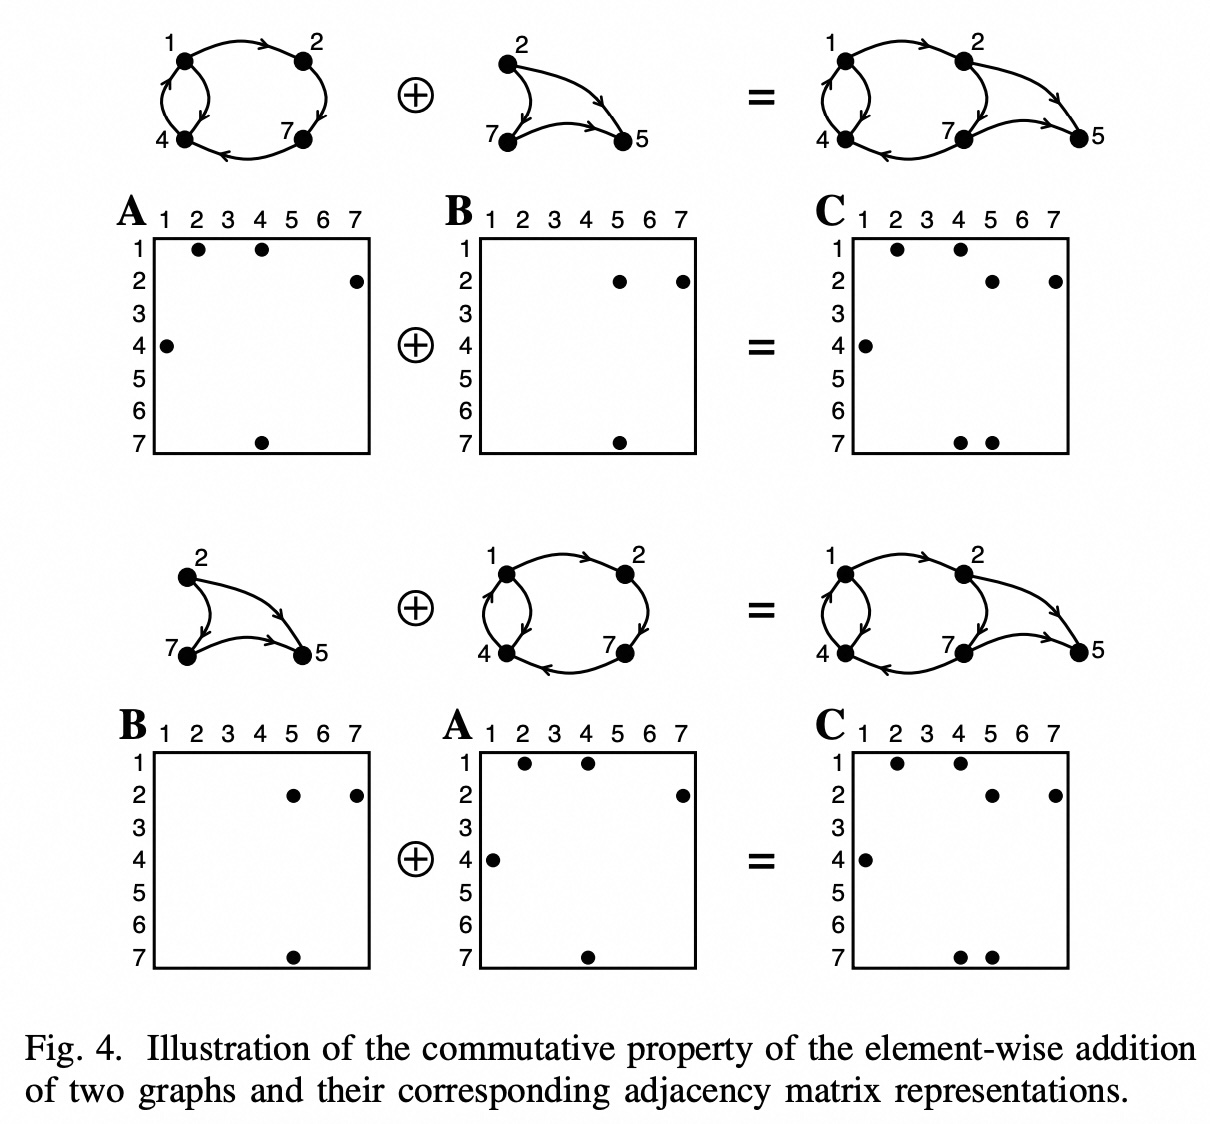 1 2 2 1 2
⊕ =
4 7 7 5 4 7 5
A 1 2 3 4 5 6 7 B 1 2 3 4 5 6 7 C 1 2 3 4 5 6 7
1 1 1
2 2 2
3 3 3
4 ⊕ 4 = 4
5 5 5
6 6 6
7 7 7
2 1 2 1 2
⊕ =
7 5 4 7 4 7 5
B 1 2 3 4 5 6 7 A 1 2 3 4 5 6 7 C 1 2 3 4 5 6 7
1 1 1
2 2 2
3 3 3
4 ⊕ 4 = 4
5 5 5
6 6 6
7 7 7
Fig. 4. Illustration of the commutative property of the element-wise addition
of two graphs and their corresponding adjacency matrix representations.